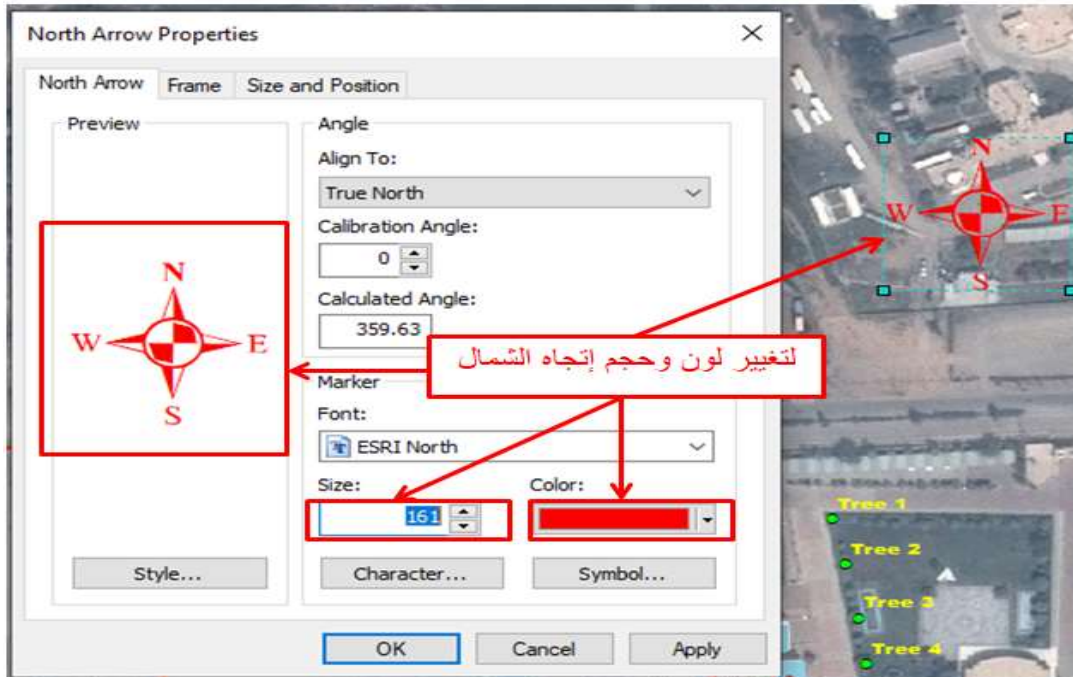 North Arrow Properties
North Arrow Frame Size and Position
Preview
N
W E
S
Style...
Angle
Align To:
True North
Calibration Angle:
0
Calculated Angle:
359.63
لتغيير لون وحجم إتجاه الشمال
Marker
Font:
ESRI North
Size: Color:
161
Character... Symbol...
OK Cancel Apply
N
W E
S
Tree 1
Tree 2
Tree 3
Tree 4